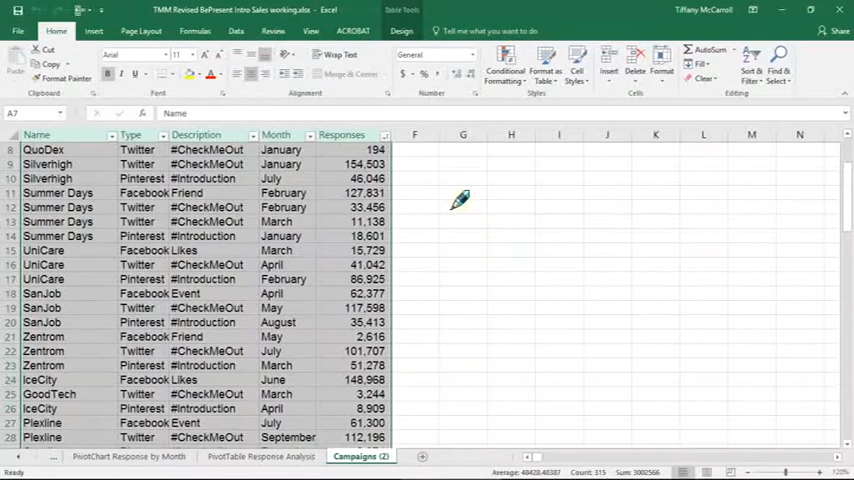 TMM Revised BePresent Intro Sales working.xlsx - Excel
Table Tools
Tiffany McCarroll
File Home Insert Page Layout Formulas Data Review View ACROBAT Design Tell me what you want to do
Share
Paste
Cut
Copy
Format Painter
Clipboard
Arial 11
B I U
Font
Wrap Text
Merge & Center
Alignment
General
$ % ,
Number
Conditional Formatting
Format as Table
Cell Styles
Styles
Insert Delete Format
Cells
AutoSum
Fill
Clear
Sort & Filter
Find & Select
Editing
A7 fx Name
Name Type Description Month Responses F G H I J K L M N
8 QuoDex Twitter #CheckMeOut January 194
9 Silverhigh Twitter #CheckMeOut January 154,503
10 Silverhigh Pinterest #Introduction July 46,046
11 Summer Days Facebook Friend February 127,831
12 Summer Days Twitter #CheckMeOut February 33,456
13 Summer Days Twitter #CheckMeOut March 11,138
14 Summer Days Pinterest #Introduction January 18,601
15 UniCare Facebook Likes March 15,729
16 UniCare Twitter #CheckMeOut April 41,042
17 UniCare Pinterest #Introduction February 86,925
18 SanJob Facebook Event April 62,377
19 SanJob Twitter #CheckMeOut May 117,598
20 SanJob Pinterest #Introduction August 35,413
21 Zentrom Facebook Friend May 2,616
22 Zentrom Twitter #CheckMeOut July 101,707
23 Zentrom Pinterest #Introduction March 51,278
24 IceCity Facebook Likes June 148,968
25 GoodTech Twitter #CheckMeOut May 3,244
26 IceCity Pinterest #Introduction April 8,909
27 Plexline Facebook Event July 61,300
28 Plexline Twitter #CheckMeOut September 112,196
... PivotChart Response by Month PivotTable Response Analysis Campaigns (2)
Ready Average: 48428.48387 Count: 315 Sum: 3002566 120%